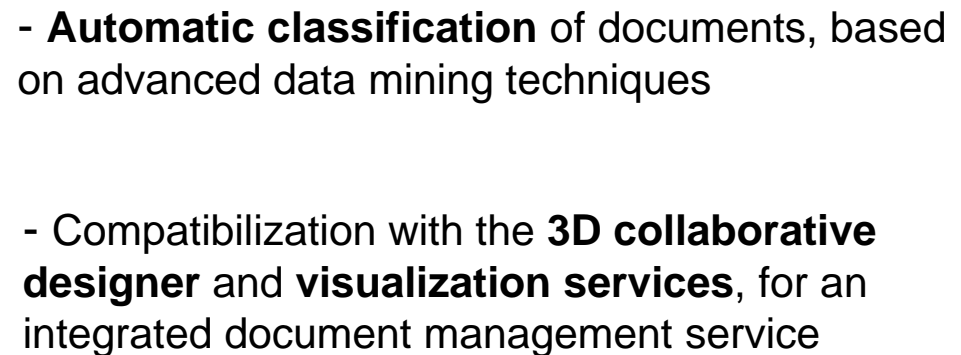 - Automatic classification of documents, based
on advanced data mining techniques
- Compatibilization with the 3D collaborative
designer and visualization services, for an
integrated document management service